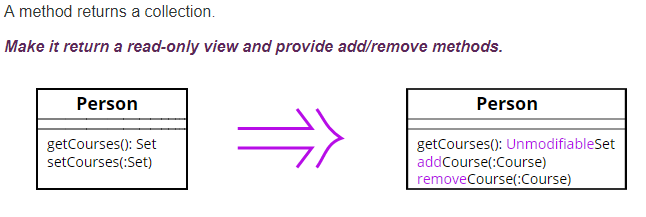 A method returns a collection.
Make it return a read-only view and provide add/remove methods.
Person
getCourses(): Set
setCourses(:Set)
Person
getCourses(): UnmodifiableSet
addCourse(:Course)
removeCourse(:Course)